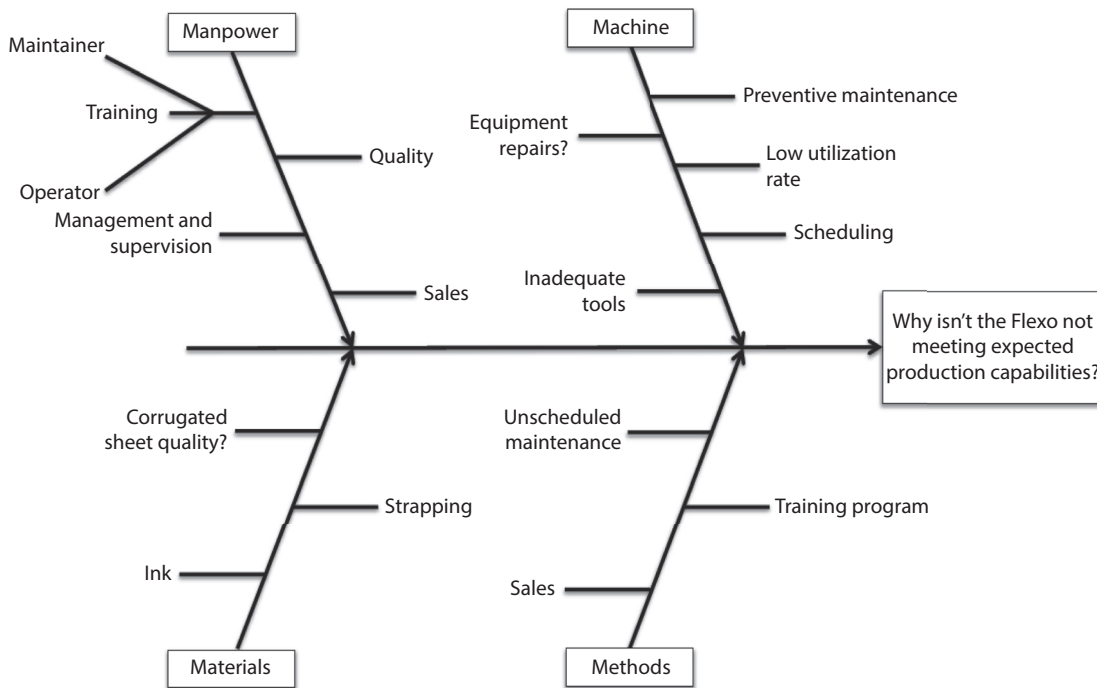 Manpower
Machine
Maintainer
Training
Operator
Quality
Management and
supervision
Sales
Preventive maintenance
Equipment
repairs?
Low utilization
rate
Scheduling
Inadequate
tools
Why isn't the Flexo not
meeting expected
production capabilities?
Corrugated
sheet quality?
Strapping
Ink
Materials
Unscheduled
maintenance
Training program
Sales
Methods